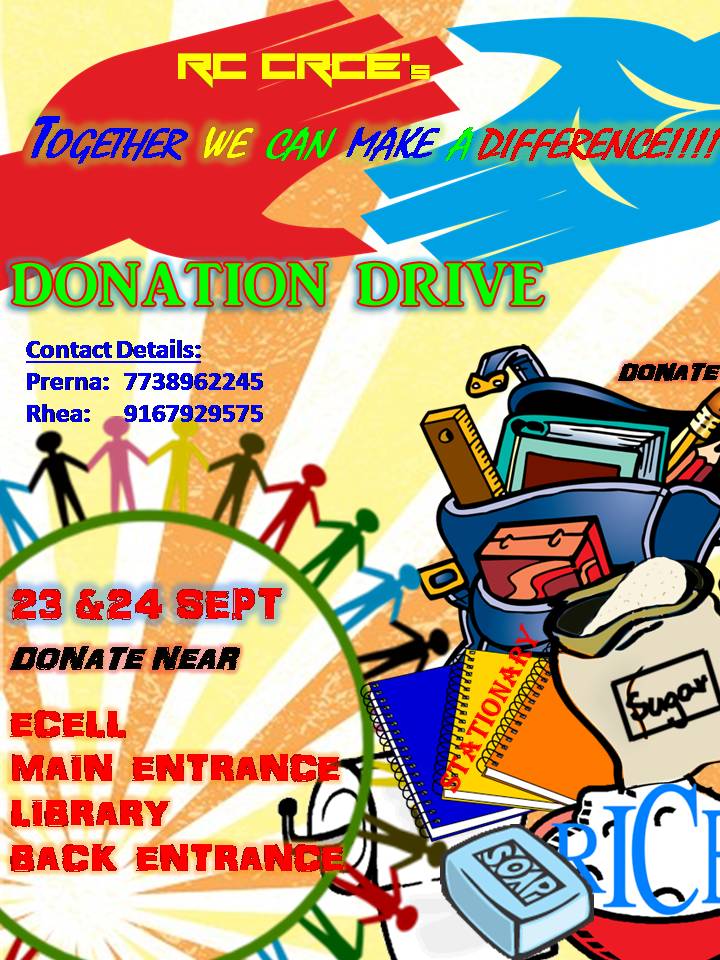 RC CRCE's
TOGETHER WE CAN MAKE A DIFFERENCE!!!!
DONATION DRIVE
Contact Details:
Prerna: 7738962245
Rhea: 9167929575
DONATE
23 &24 SEPT
DONATE NEAR
ECELL
MAIN ENTRANCE
LIBRARY
BACK ENTRANCE
STATIONARY
Sugar
SOAP
RICE